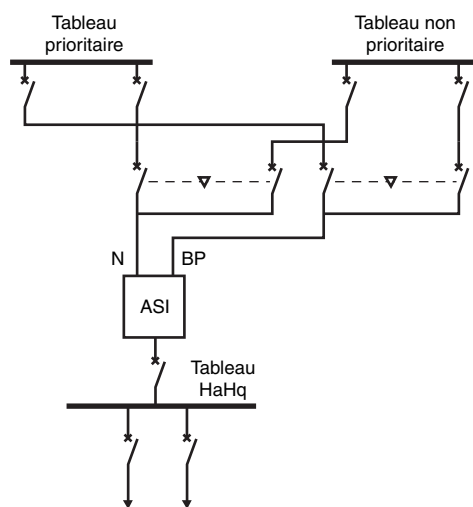 Tableau
prioritaire
Tableau non
prioritaire
N
BP
ASI
Tableau
HaHq